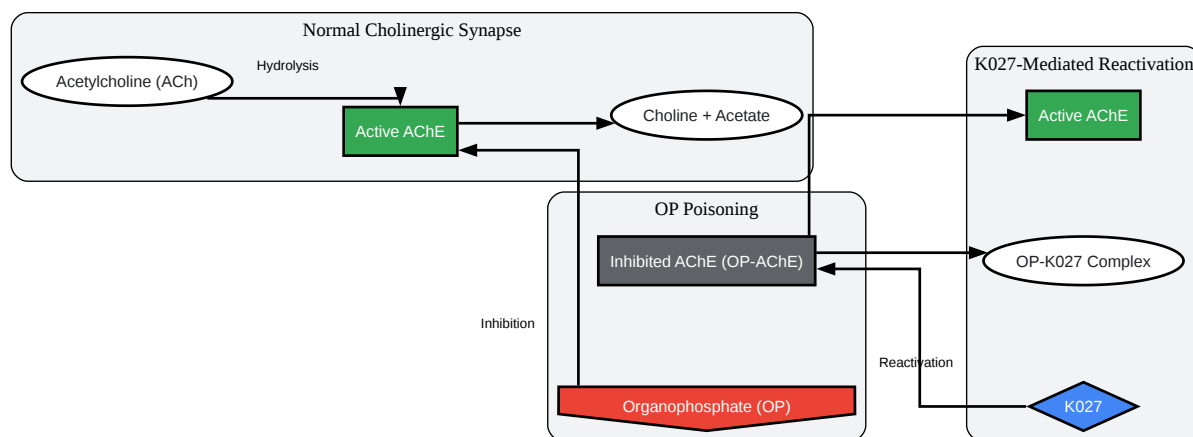 Normal Cholinergic Synapse
Acetylcholine (ACh)
Hydrolysis
Active AChE
Choline + Acetate
K027-Mediated Reactivation
Active AChE
OP Poisoning
Inhibited AChE (OP-AChE)
OP-K027 Complex
Inhibition
Reactivation
Organophosphate (OP)
K027